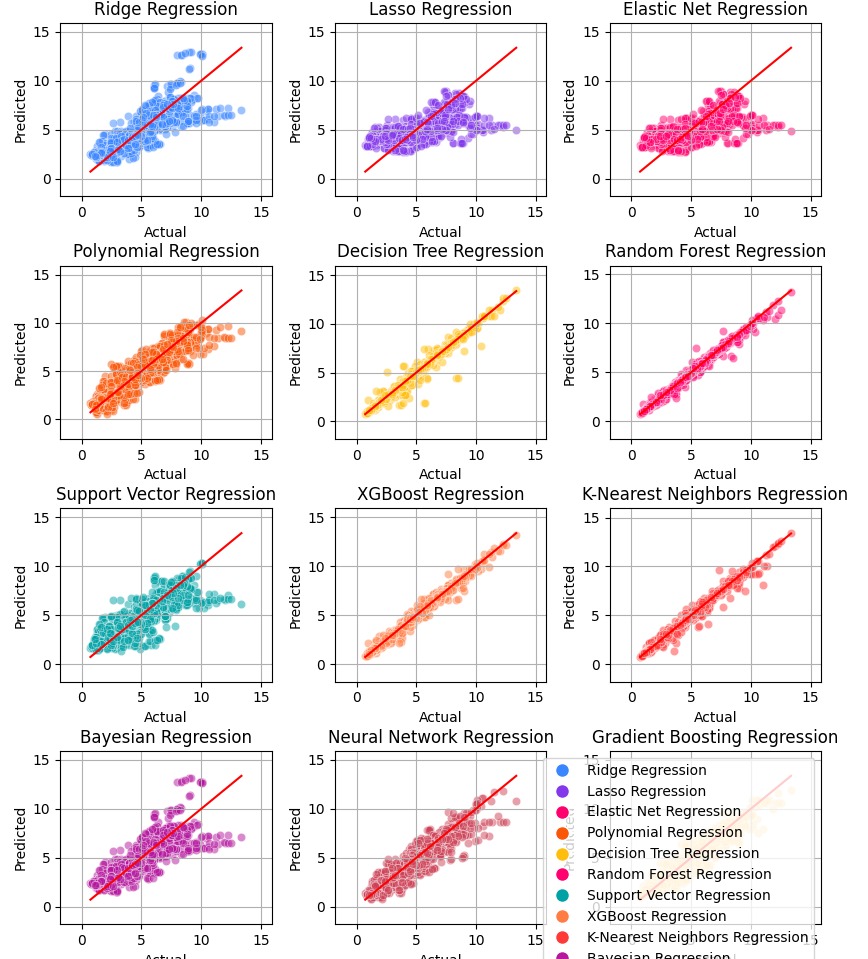 Ridge Regression
Lasso Regression
Elastic Net Regression
15
10
5
0
Predicted
0 5 10 15
Actual
15
10
5
0
Predicted
0 5 10 15
Actual
15
10
5
0
Predicted
0 5 10 15
Actual
Polynomial Regression
Decision Tree Regression
Random Forest Regression
15
10
5
0
Predicted
0 5 10 15
Actual
15
10
5
0
Predicted
0 5 10 15
Actual
15
10
5
0
Predicted
0 5 10 15
Actual
Support Vector Regression
XGBoost Regression
K-Nearest Neighbors Regression
15
10
5
0
Predicted
0 5 10 15
Actual
15
10
5
0
Predicted
0 5 10 15
Actual
15
10
5
0
Predicted
0 5 10 15
Actual
Bayesian Regression
Neural Network Regression
Gradient Boosting Regression
15
10
5
0
Predicted
0 5 10 15
Actual
15
10
5
0
Predicted
0 5 10 15
Actual
15
Predicted
15
Ridge Regression
Lasso Regression
Elastic Net Regression
Polynomial Regression
Decision Tree Regression
Random Forest Regression
Support Vector Regression
XGBoost Regression
K-Nearest Neighbors Regression
Bayesian Regression